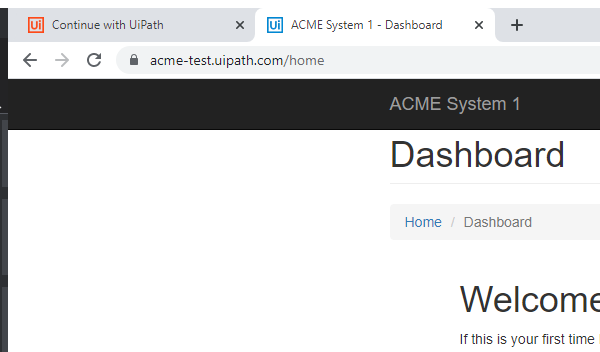 Ui Continue with UiPath
Ui ACME System 1 - Dashboard
acme-test.uipath.com/home
ACME System 1
Dashboard
Home / Dashboard
Welcome
If this is your first time